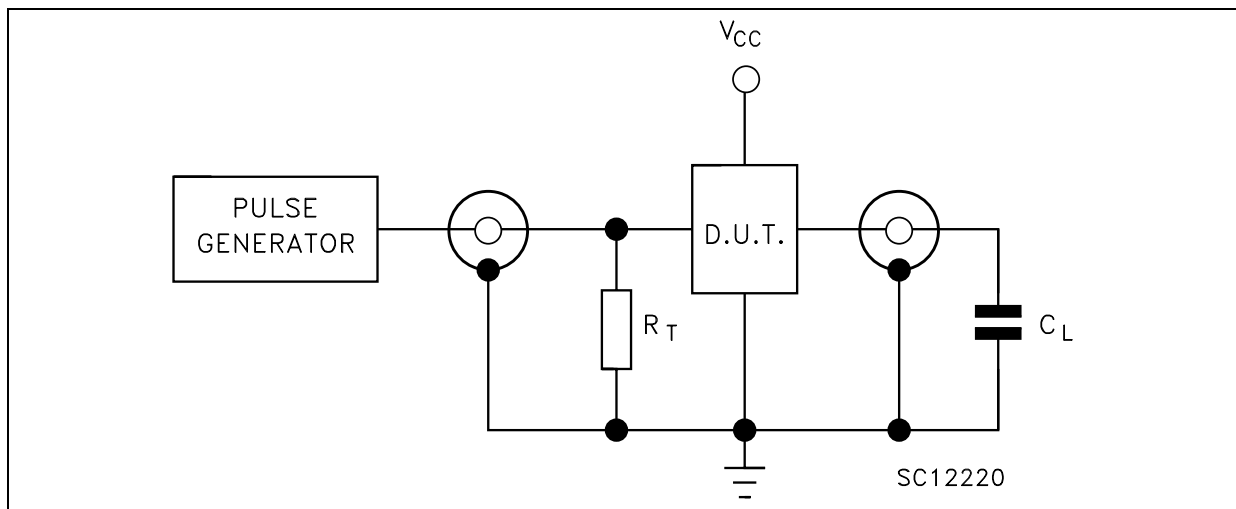 VCC
PULSE
GENERATOR
D.U.T.
RT
CL
SC12220